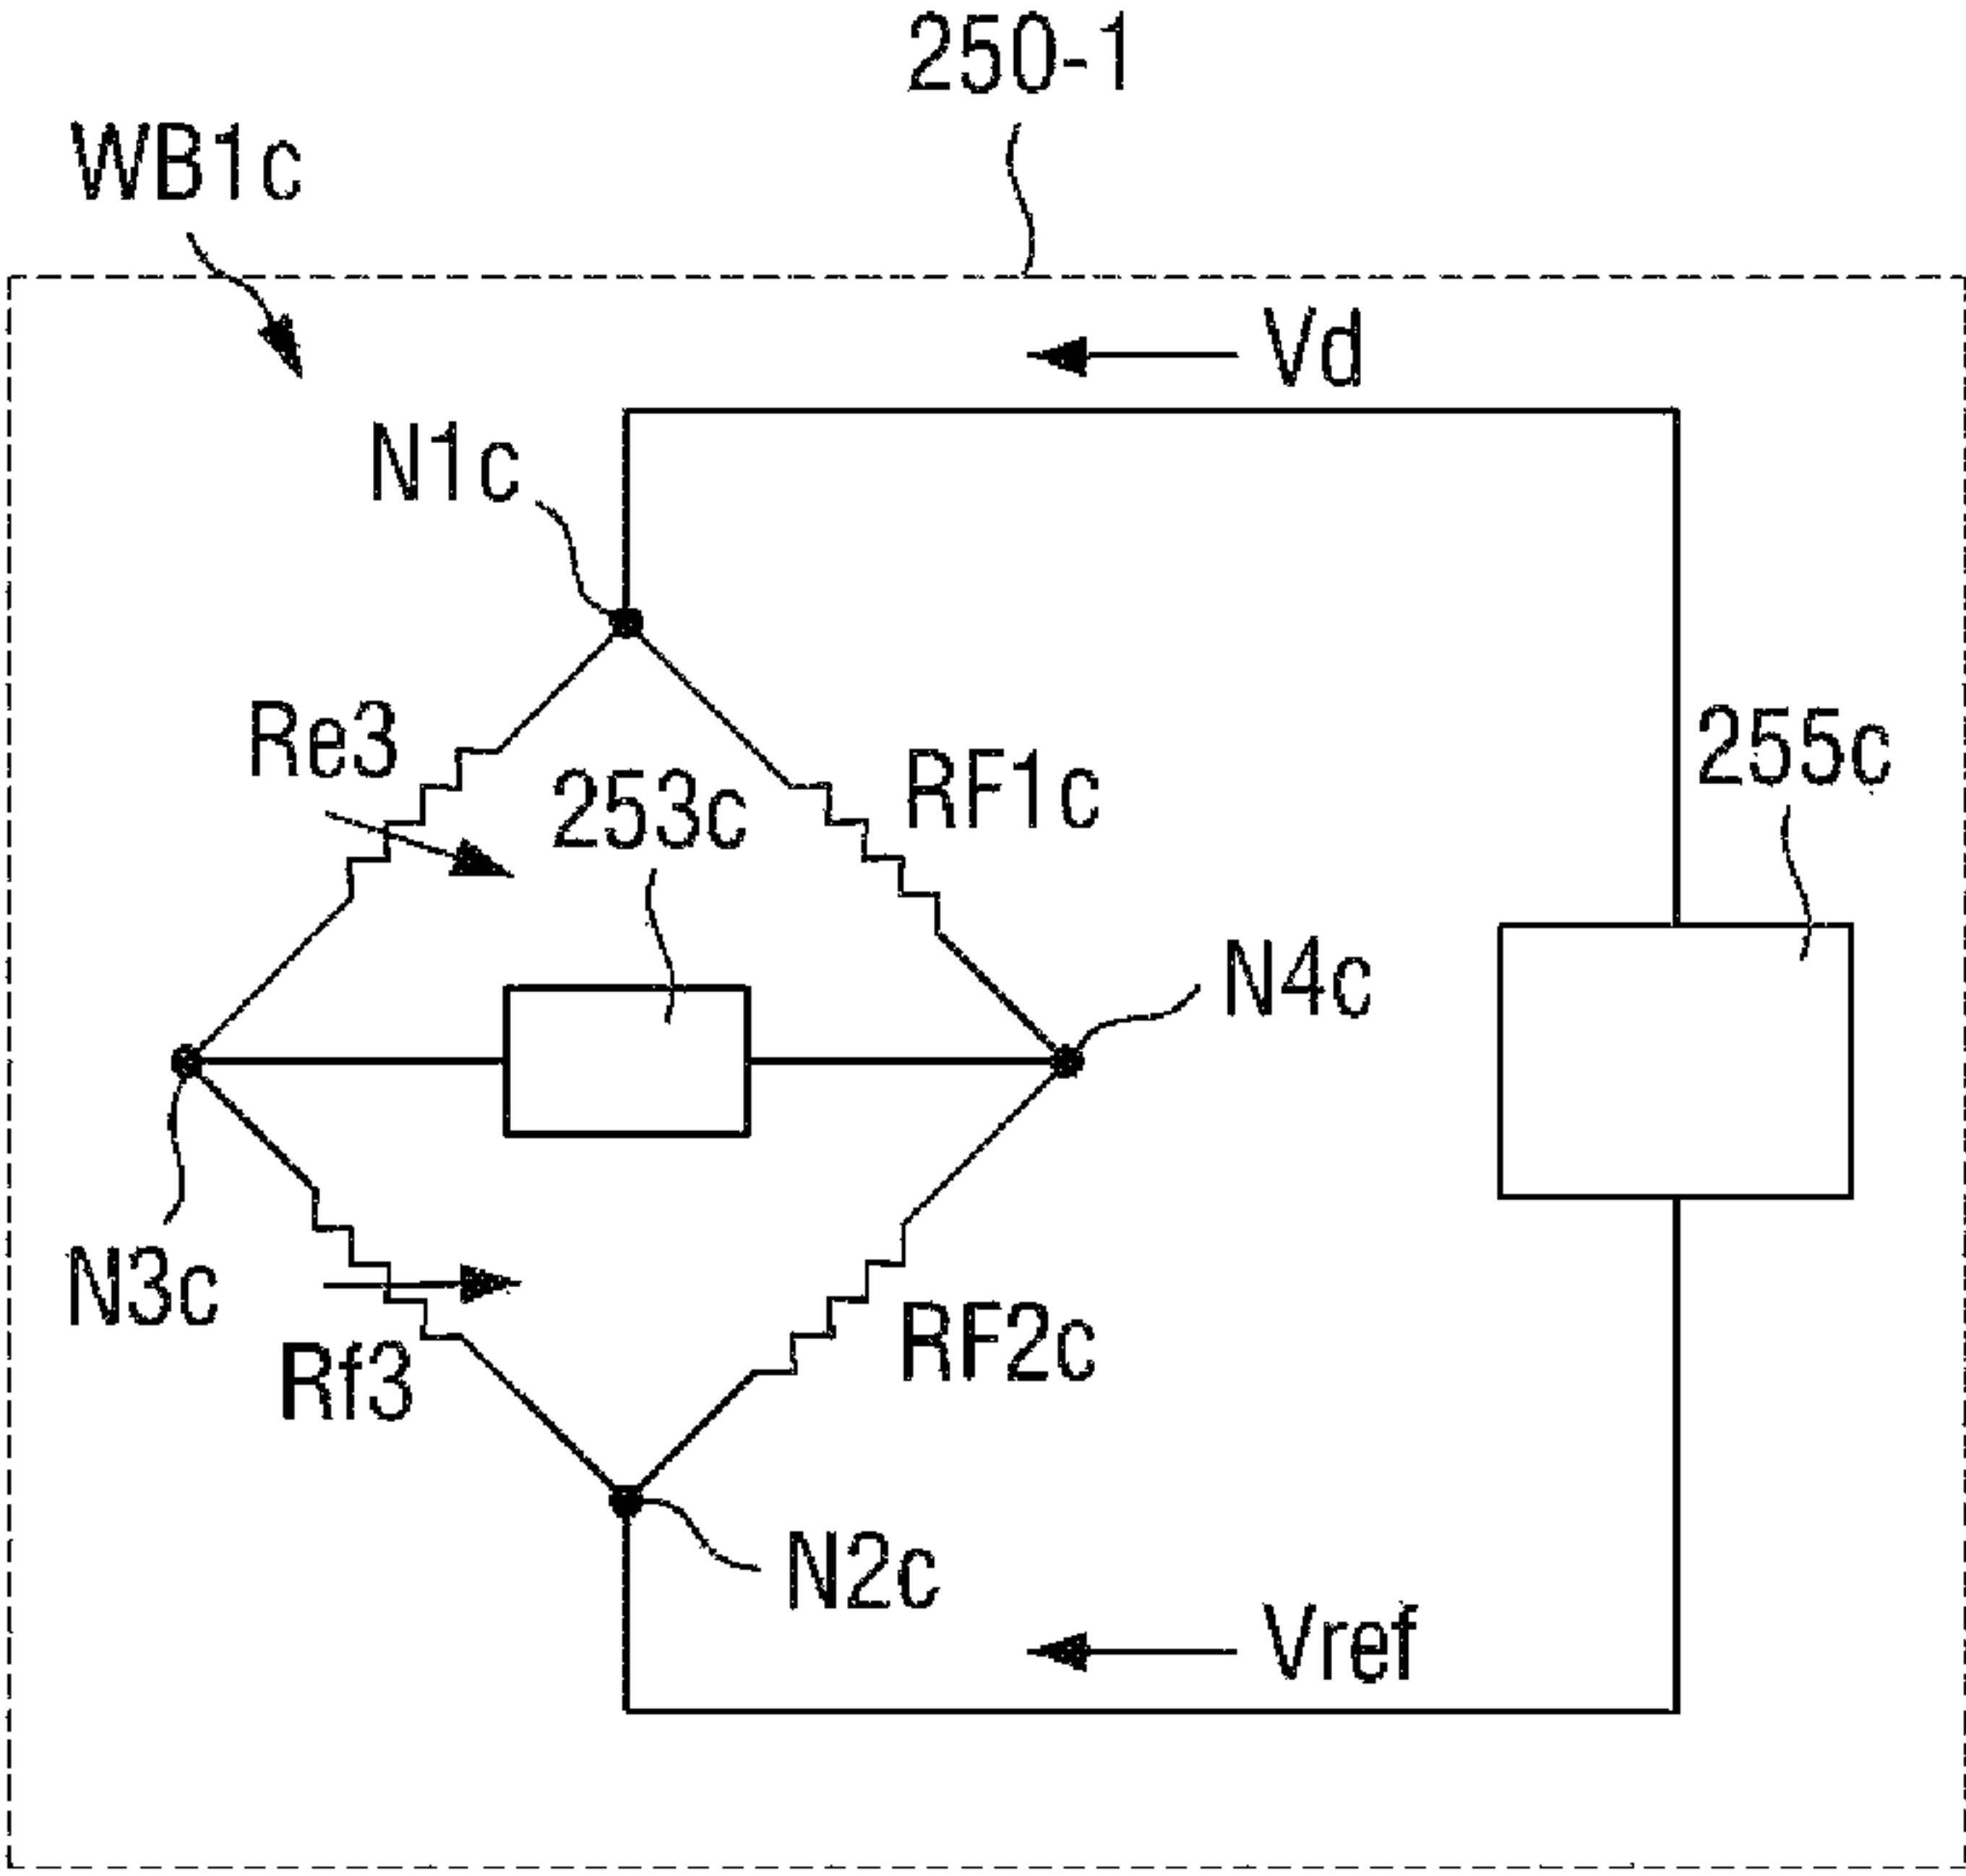 250-1
WB1c
Vd
N1c
Re3
253c
RF1c
255c
N4c
N3c
Rf3
RF2c
N2c
Vref